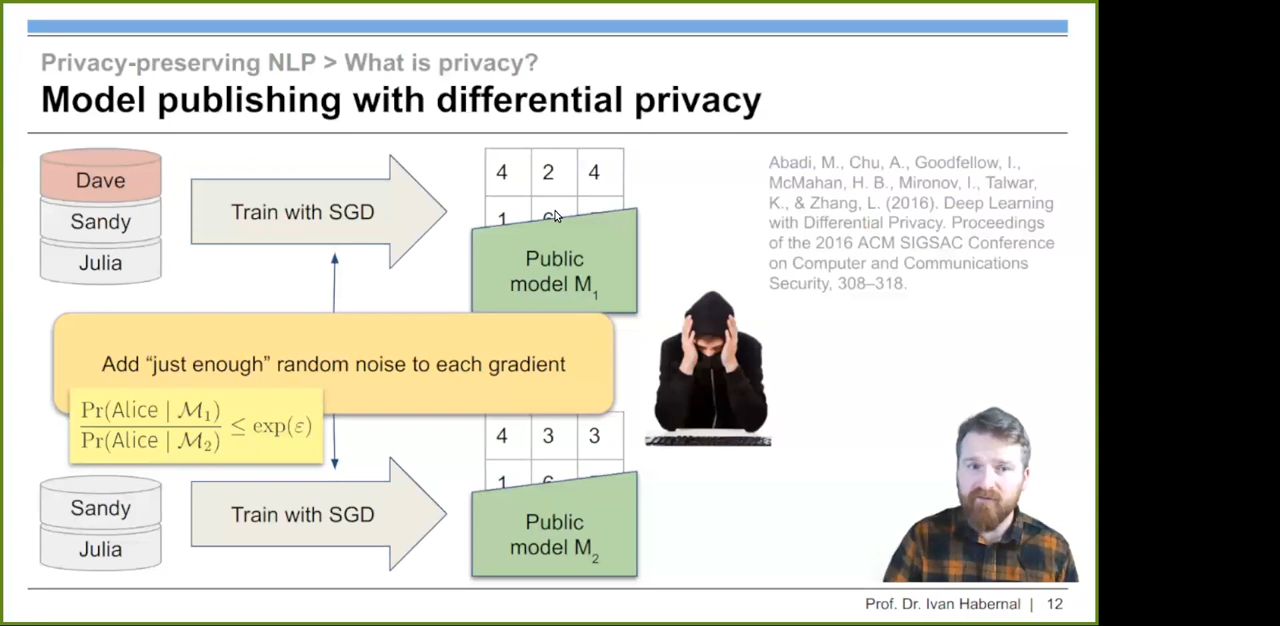 Privacy-preserving NLP > What is privacy?
Model publishing with differential privacy
Dave
Sandy
Julia
Train with SGD
4 2 4
1 6
Public
model M1
Abadi, M., Chu, A., Goodfellow, I.,
McMahan, H. B., Mironov, I., Talwar,
K., & Zhang, L. (2016). Deep Learning
with Differential Privacy. Proceedings
of the 2016 ACM SIGSAC Conference
on Computer and Communications
Security, 308–318.
Add “just enough” random noise to each gradient
Pr(Alice | M1)
Pr(Alice | M2)
≤ exp(ε)
4 3 3
1 6
Sandy
Julia
Train with SGD
Public
model M2
Prof. Dr. Ivan Habernal | 12